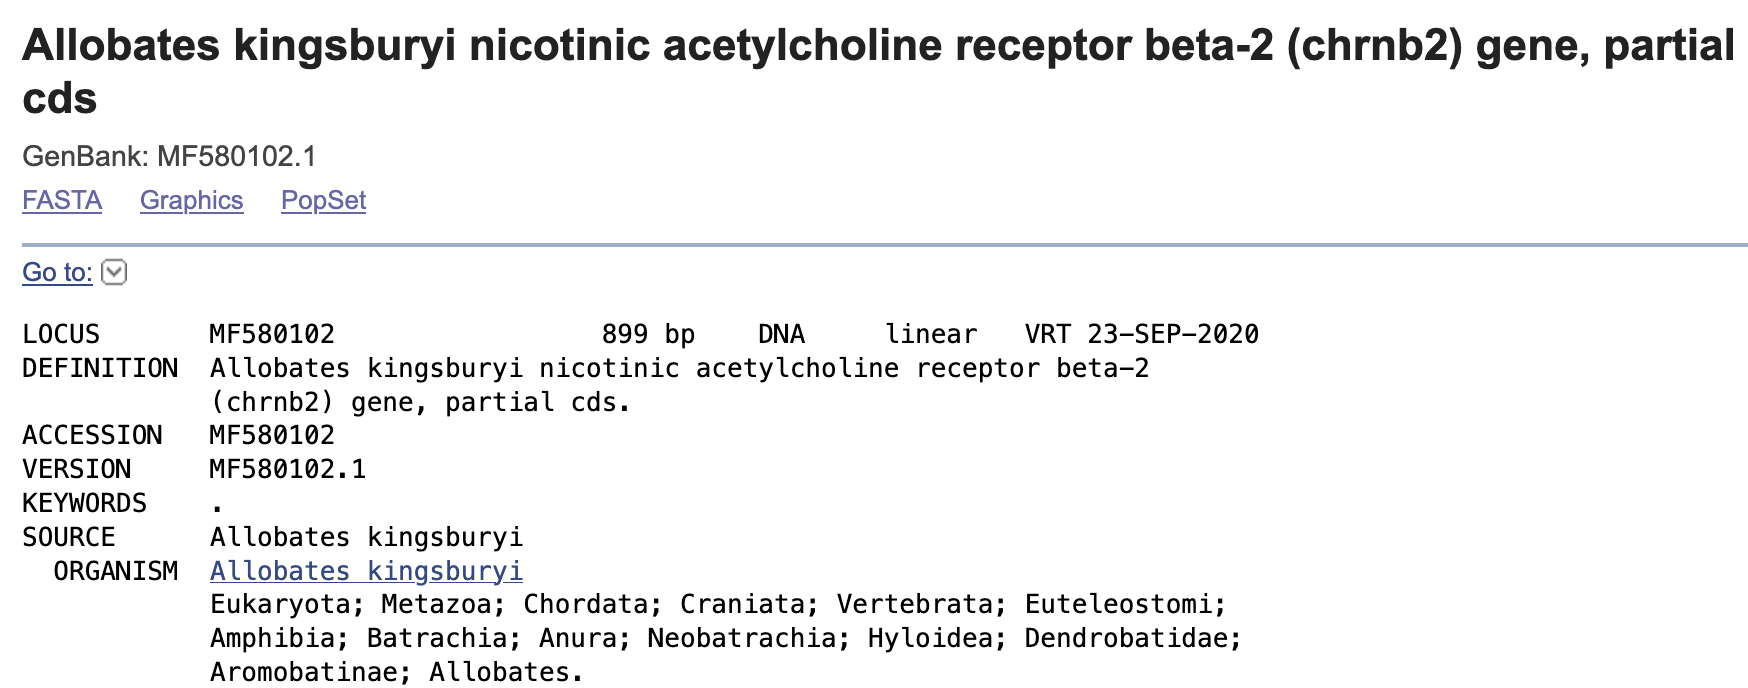 Allobates kingsburyi nicotinic acetylcholine receptor beta-2 (chrnb2) gene, partial
cds
GenBank: MF580102.1
FASTA Graphics PopSet
Go to:
LOCUS MF580102 899 bp DNA linear VRT 23-SEP-2020
DEFINITION Allobates kingsburyi nicotinic acetylcholine receptor beta-2
(chrnb2) gene, partial cds.
ACCESSION MF580102
VERSION MF580102.1
KEYWORDS .
SOURCE Allobates kingsburyi
ORGANISM Allobates kingsburyi
Eukaryota; Metazoa; Chordata; Craniata; Vertebrata; Euteleostomi;
Amphibia; Batrachia; Anura; Neobatrachia; Hyloidea; Dendrobatidae;
Aromobatinae; Allobates.